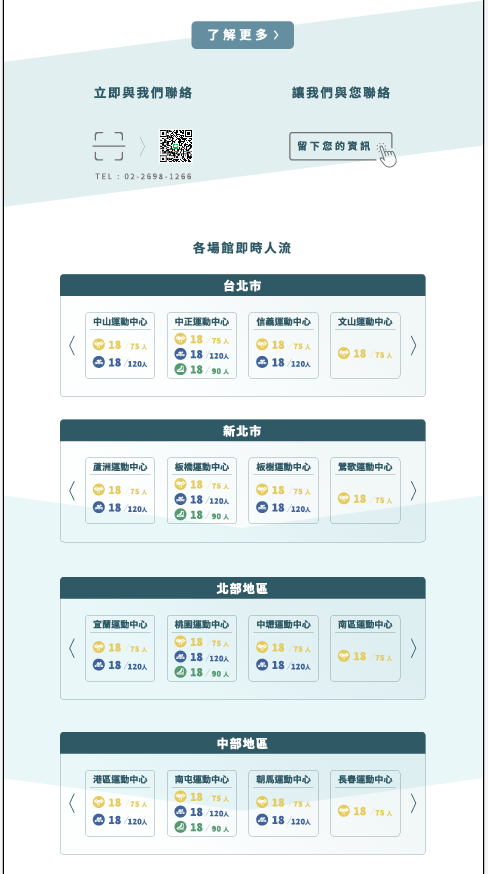 了解更多
立即與我們聯絡
讓我們與您聯絡
留下您的資訊
TEL：02-2698-1266
各場館即時人流
台北市
中山運動中心 中正運動中心 信義運動中心 文山運動中心
18 / 75 人 18 / 75 人 18 / 75 人 18 / 75 人
18 /120人 18 /120人 18 /120人
18 / 90 人
新北市
蘆洲運動中心 板橋運動中心 板樹運動中心 鶯歌運動中心
18 / 75 人 18 / 75 人 18 / 75 人 18 / 75 人
18 /120人 18 /120人 18 /120人
18 / 90 人
北部地區
宜蘭運動中心 桃園運動中心 中壢運動中心 南區運動中心
18 / 75 人 18 / 75 人 18 / 75 人 18 / 75 人
18 /120人 18 /120人 18 /120人
18 / 90 人
中部地區
港區運動中心 南屯運動中心 朝馬運動中心 長春運動中心
18 / 75 人 18 / 75 人 18 / 75 人 18 / 75 人
18 /120人 18 /120人 18 /120人
18 / 90 人